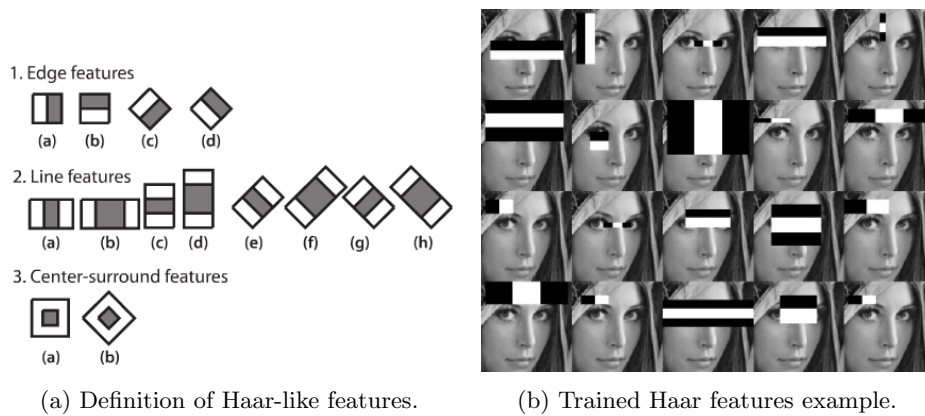 1. Edge features
(a) (b) (c) (d)
2. Line features
(a) (b) (c) (d) (e) (f) (g) (h)
3. Center-surround features
(a) (b)
(a) Definition of Haar-like features.
(b) Trained Haar features example.